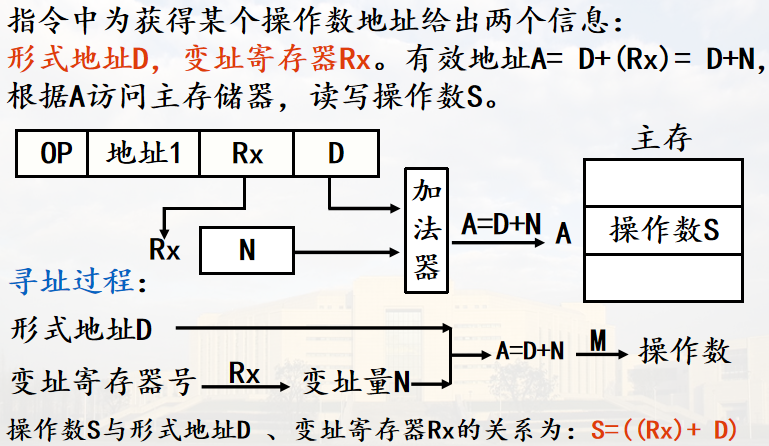 指令中为获得某个操作数地址给出两个信息：
形式地址D，变址寄存器Rx。有效地址A= D+(Rx)= D+N，
根据A访问主存储器，读写操作数S。
主存
OP 地址1 Rx D
加法器
A=D+N A 操作数S
Rx N
寻址过程：
形式地址D
A=D+N M 操作数
变址寄存器号 Rx 变址量N
操作数S与形式地址D 、变址寄存器Rx的关系为：S=((Rx)+ D)